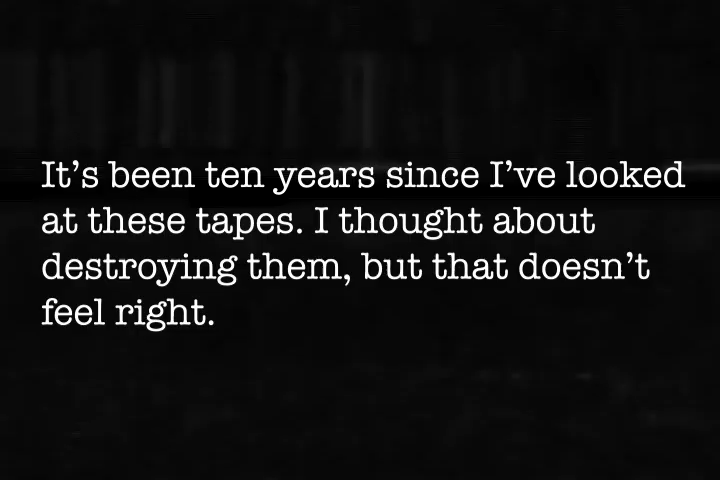 It’s been ten years since I’ve looked
at these tapes. I thought about
destroying them, but that doesn’t
feel right.